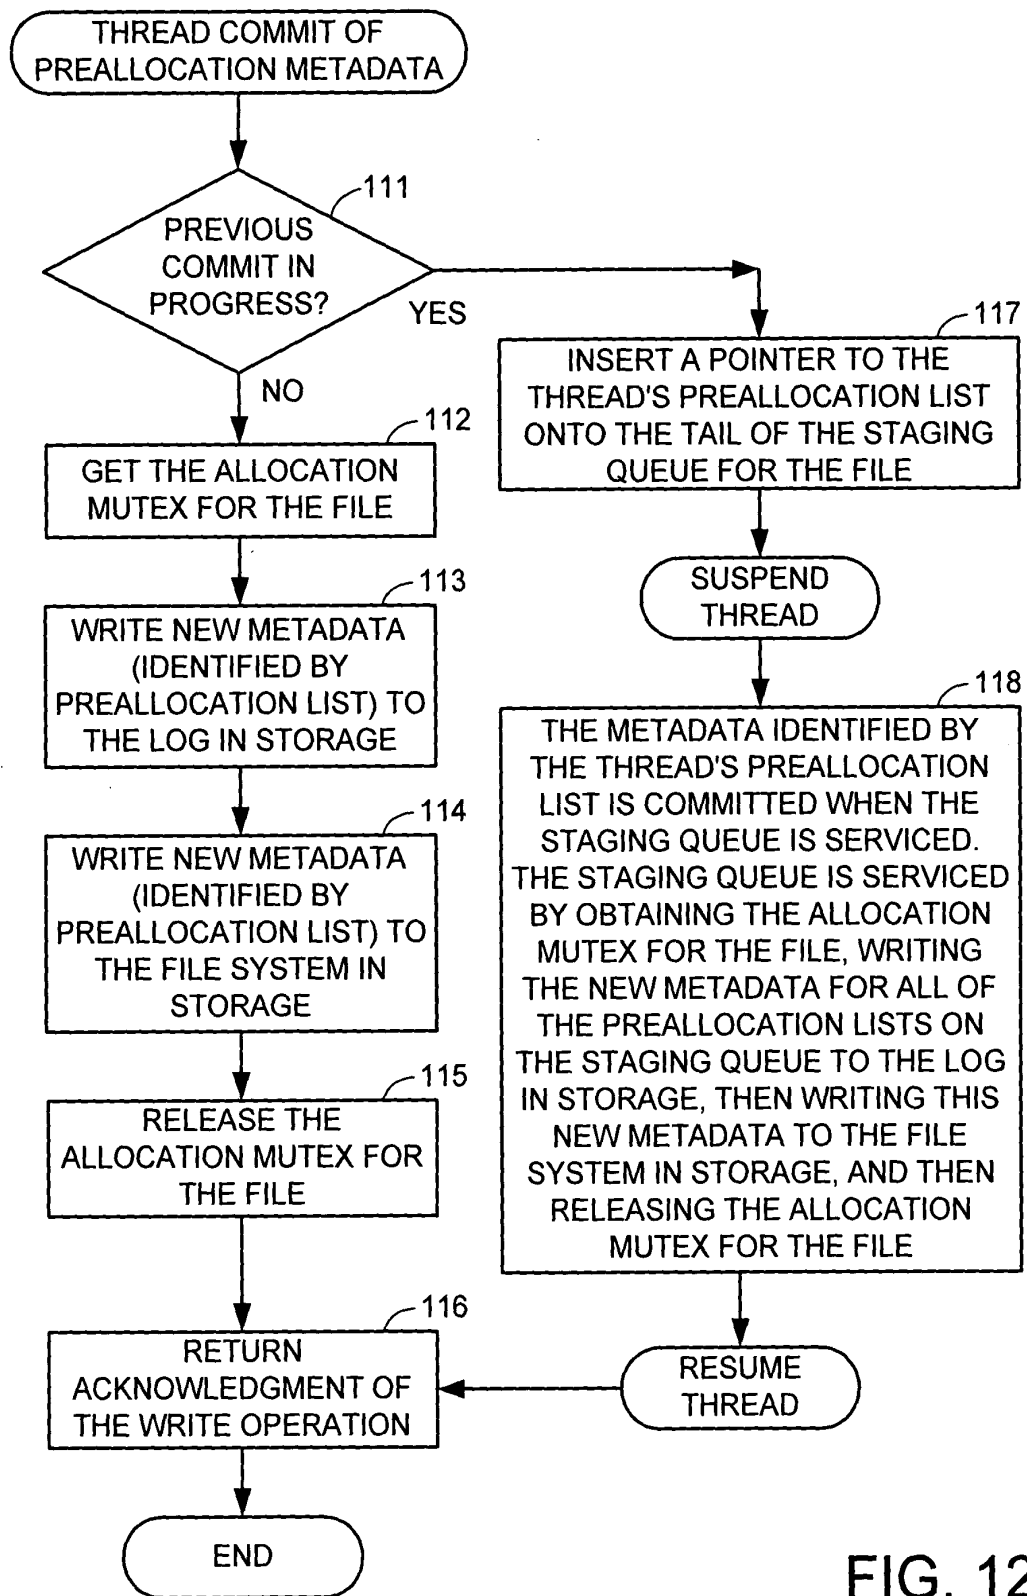 THREAD COMMIT OF
PREALLOCATION METADATA
111
PREVIOUS
COMMIT IN
PROGRESS?
YES
NO
112
GET THE ALLOCATION
MUTEX FOR THE FILE
113
WRITE NEW METADATA
(IDENTIFIED BY
PREALLOCATION LIST) TO
THE LOG IN STORAGE
114
WRITE NEW METADATA
(IDENTIFIED BY
PREALLOCATION LIST) TO
THE FILE SYSTEM IN
STORAGE
115
RELEASE THE
ALLOCATION MUTEX FOR
THE FILE
117
INSERT A POINTER TO THE
THREAD'S PREALLOCATION LIST
ONTO THE TAIL OF THE STAGING
QUEUE FOR THE FILE
SUSPEND
THREAD
118
THE METADATA IDENTIFIED BY
THE THREAD'S PREALLOCATION
LIST IS COMMITTED WHEN THE
STAGING QUEUE IS SERVICED.
THE STAGING QUEUE IS SERVICED
BY OBTAINING THE ALLOCATION
MUTEX FOR THE FILE, WRITING
THE NEW METADATA FOR ALL OF
THE PREALLOCATION LISTS ON
THE STAGING QUEUE TO THE LOG
IN STORAGE, THEN WRITING THIS
NEW METADATA TO THE FILE
SYSTEM IN STORAGE, AND THEN
RELEASING THE ALLOCATION
MUTEX FOR THE FILE
RESUME
THREAD
116
RETURN
ACKNOWLEDGMENT OF
THE WRITE OPERATION
END
FIG. 12